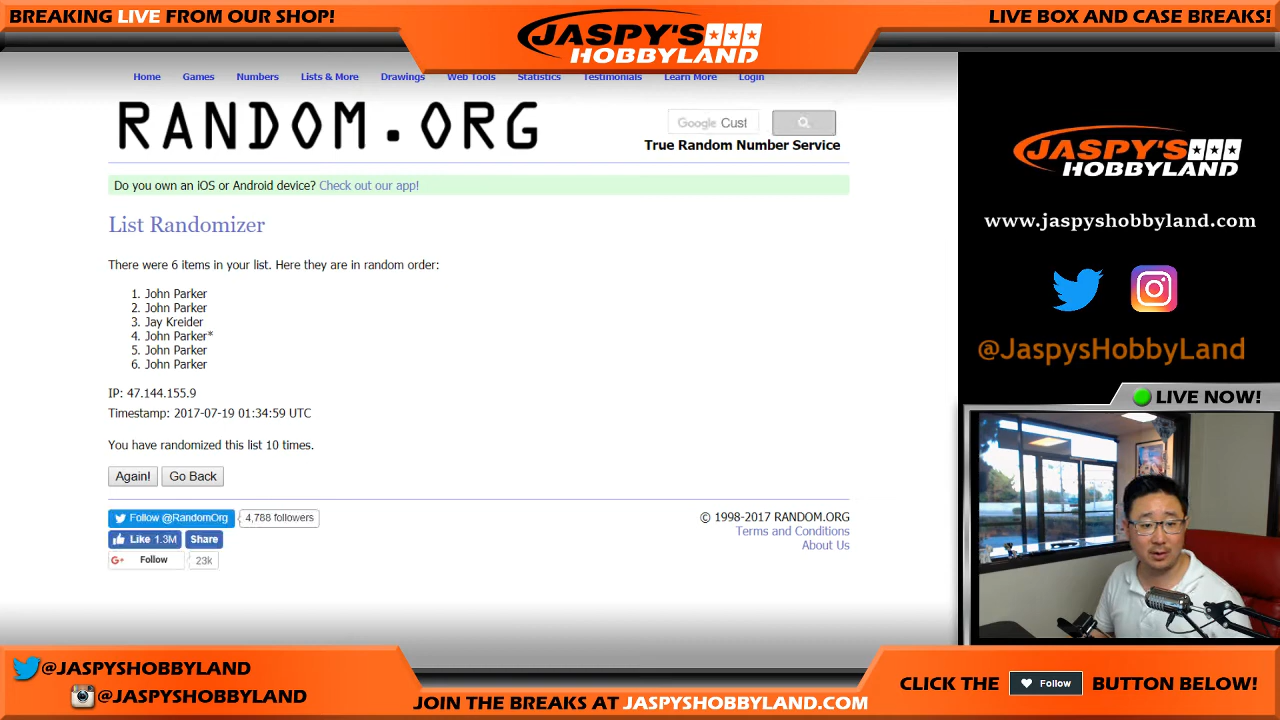 BREAKING LIVE FROM OUR SHOP!
JASPY'S
HOBBYLAND
LIVE BOX AND CASE BREAKS!
Home Games Numbers Lists & More Drawings Web Tools Statistics Testimonials Learn More Login
RANDOM.ORG
Google Cust
True Random Number Service
Do you own an iOS or Android device? Check out our app!
List Randomizer
There were 6 items in your list. Here they are in random order:
1. John Parker
2. John Parker
3. Jay Kreider
4. John Parker*
5. John Parker
6. John Parker
IP: 47.144.155.9
Timestamp: 2017-07-19 01:34:59 UTC
You have randomized this list 10 times.
Again! Go Back
Follow @RandomOrg 4,788 followers
Like 1.3M Share
G+ Follow 23k
© 1998-2017 RANDOM.ORG
Terms and Conditions
About Us
JASPY'S
HOBBYLAND
www.jaspyshobbyland.com
@JaspysHobbyLand
LIVE NOW!
@JASPYSHOBBYLAND
@JASPYSHOBBYLAND
JOIN THE BREAKS AT JASPYSHOBBYLAND.COM
CLICK THE Follow BUTTON BELOW!